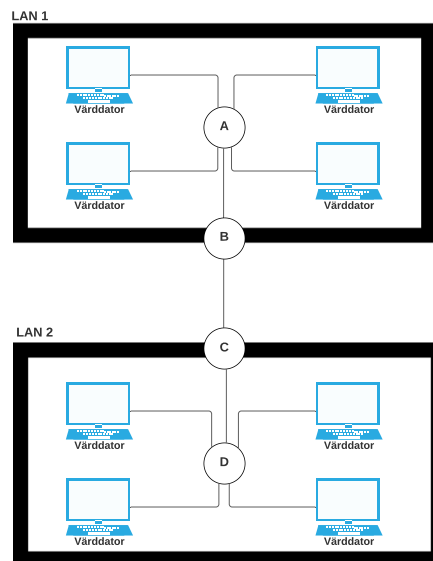 LAN 1
Värddator
Värddator
A
Värddator
Värddator
B
LAN 2
C
Värddator
Värddator
D
Värddator
Värddator